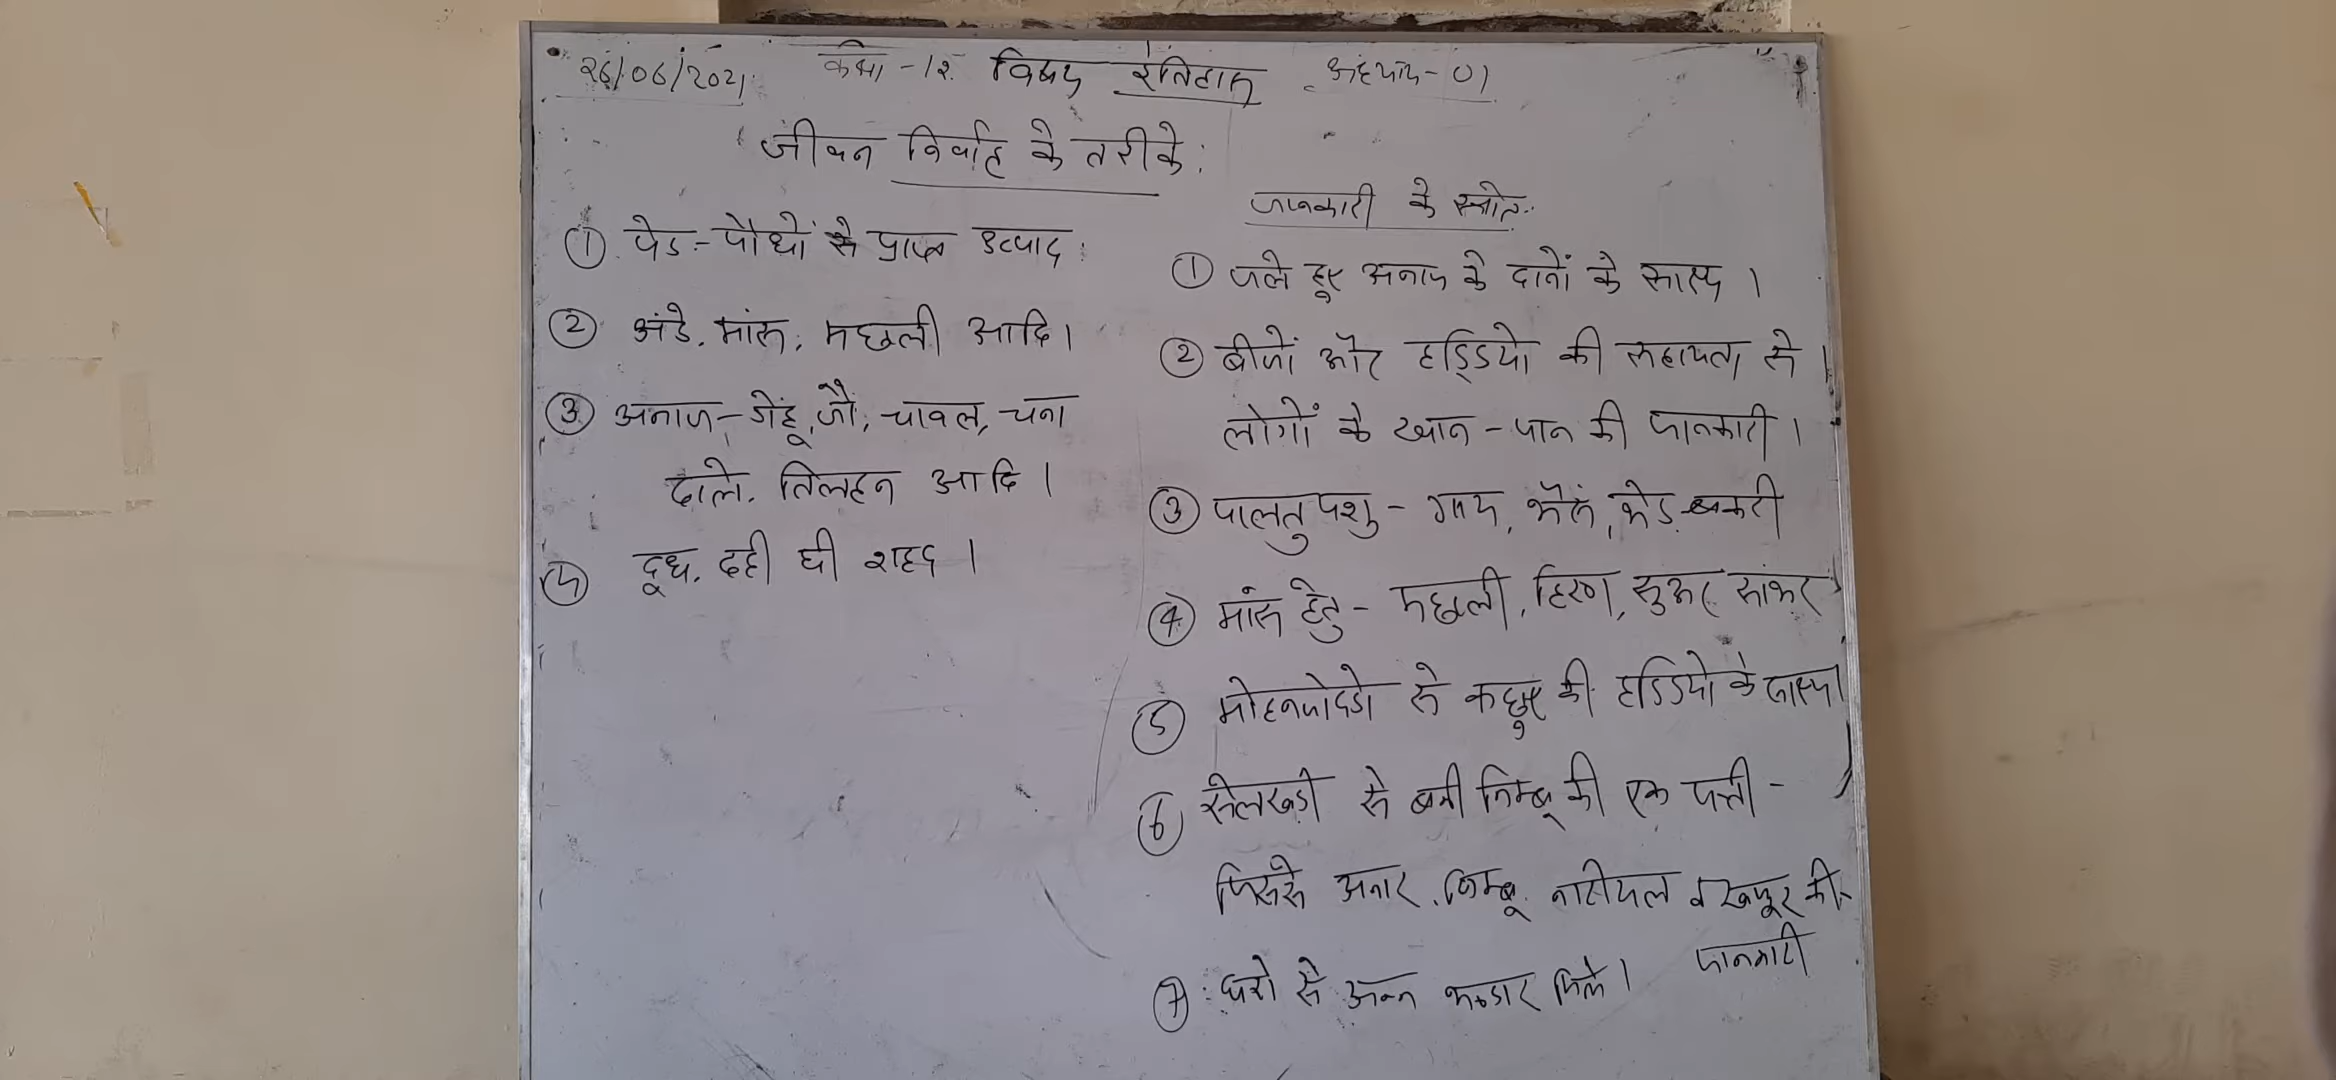 26/06/2021 कक्षा - 12 विषय इतिहास अध्याय - 01
जीवन निर्वाह के तरीके:
① पेड़-पौधों से प्राप्त उत्पाद
② अंडे, मांस, मछली आदि।
③ अनाज - गेंहू, जौ, चावल, चना
दाले, तिलहन आदि।
④ दूध, दही घी शहद।
जानकारी के स्त्रोत:
① जले हुए अनाज के दानों के साक्ष्य।
② बीजों और हड्डियो की सहायता से।
लोगों के खान-पान की जानकारी।
③ पालतु पशु - गाय, भैंस, भेड़ बकरी
④ मांस हेतु - मछली, हिरण, सुअर, सांभर
⑤ मोहनजोदड़ो से कछुए की हड्डियो के साक्ष्य।
⑥ सेलखड़ी से बनी निम्बू की एक पत्ती -
जिससे अनार, निम्बू, नारीयल व खजूर की
जानकारी
⑦ घरो से अन्न भण्डार मिले।